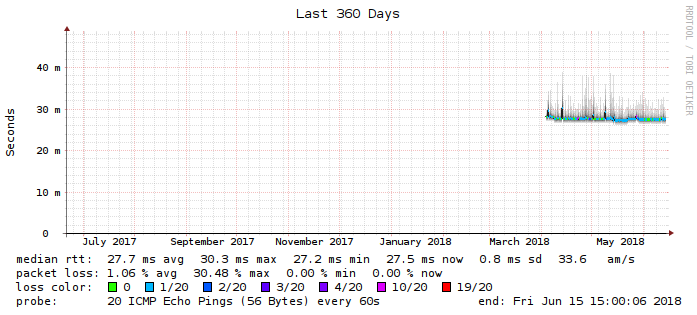 Last 360 Days
RRDTOOL / TOBI OETIKER
Seconds
40 m
30 m
20 m
10 m
0
July 2017 September 2017 November 2017 January 2018 March 2018 May 2018
median rtt: 27.7 ms avg 30.3 ms max 27.2 ms min 27.5 ms now 0.8 ms sd 33.6 am/s
packet loss: 1.06 % avg 30.48 % max 0.00 % min 0.00 % now
loss color: 0 1/20 2/20 3/20 4/20 10/20 19/20
probe: 20 ICMP Echo Pings (56 Bytes) every 60s end: Fri Jun 15 15:00:06 2018